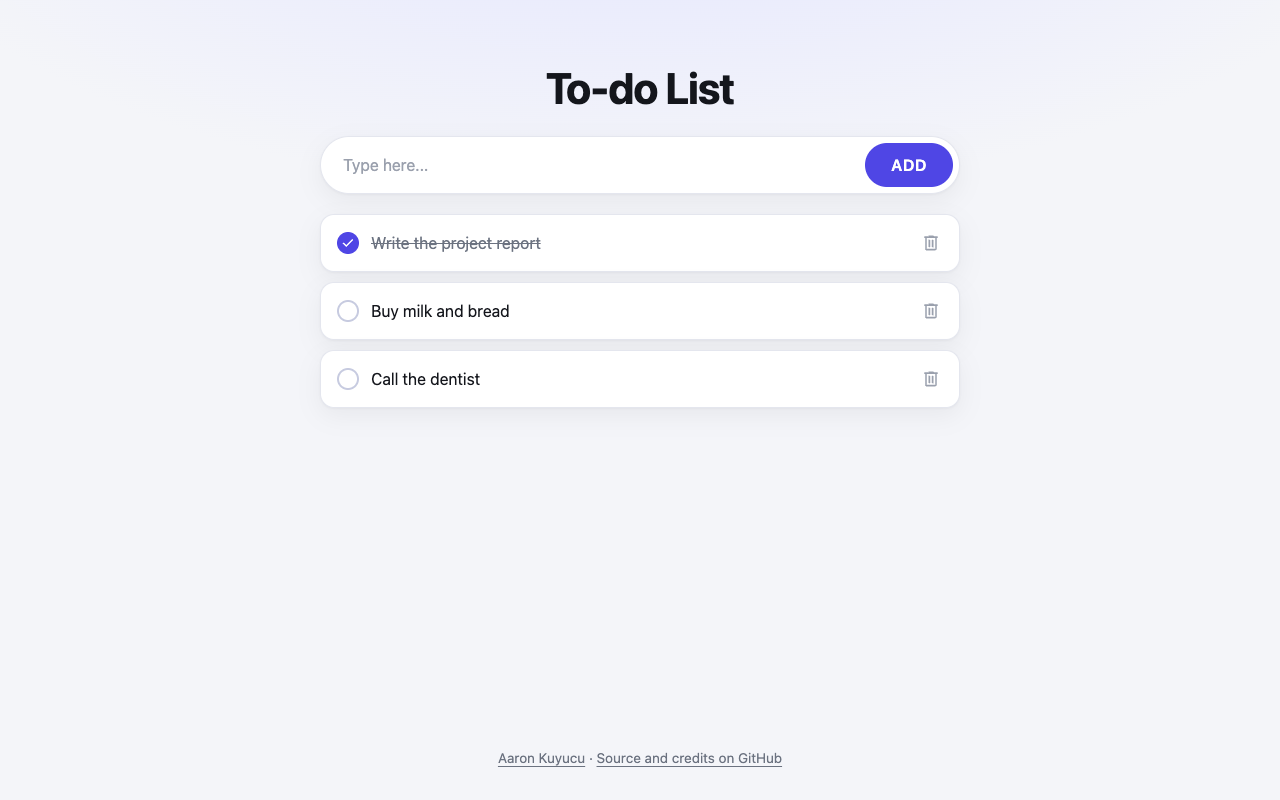 To-do List
Type here...
ADD
Write the project report
Buy milk and bread
Call the dentist
Aaron Kuyucu · Source and credits on GitHub